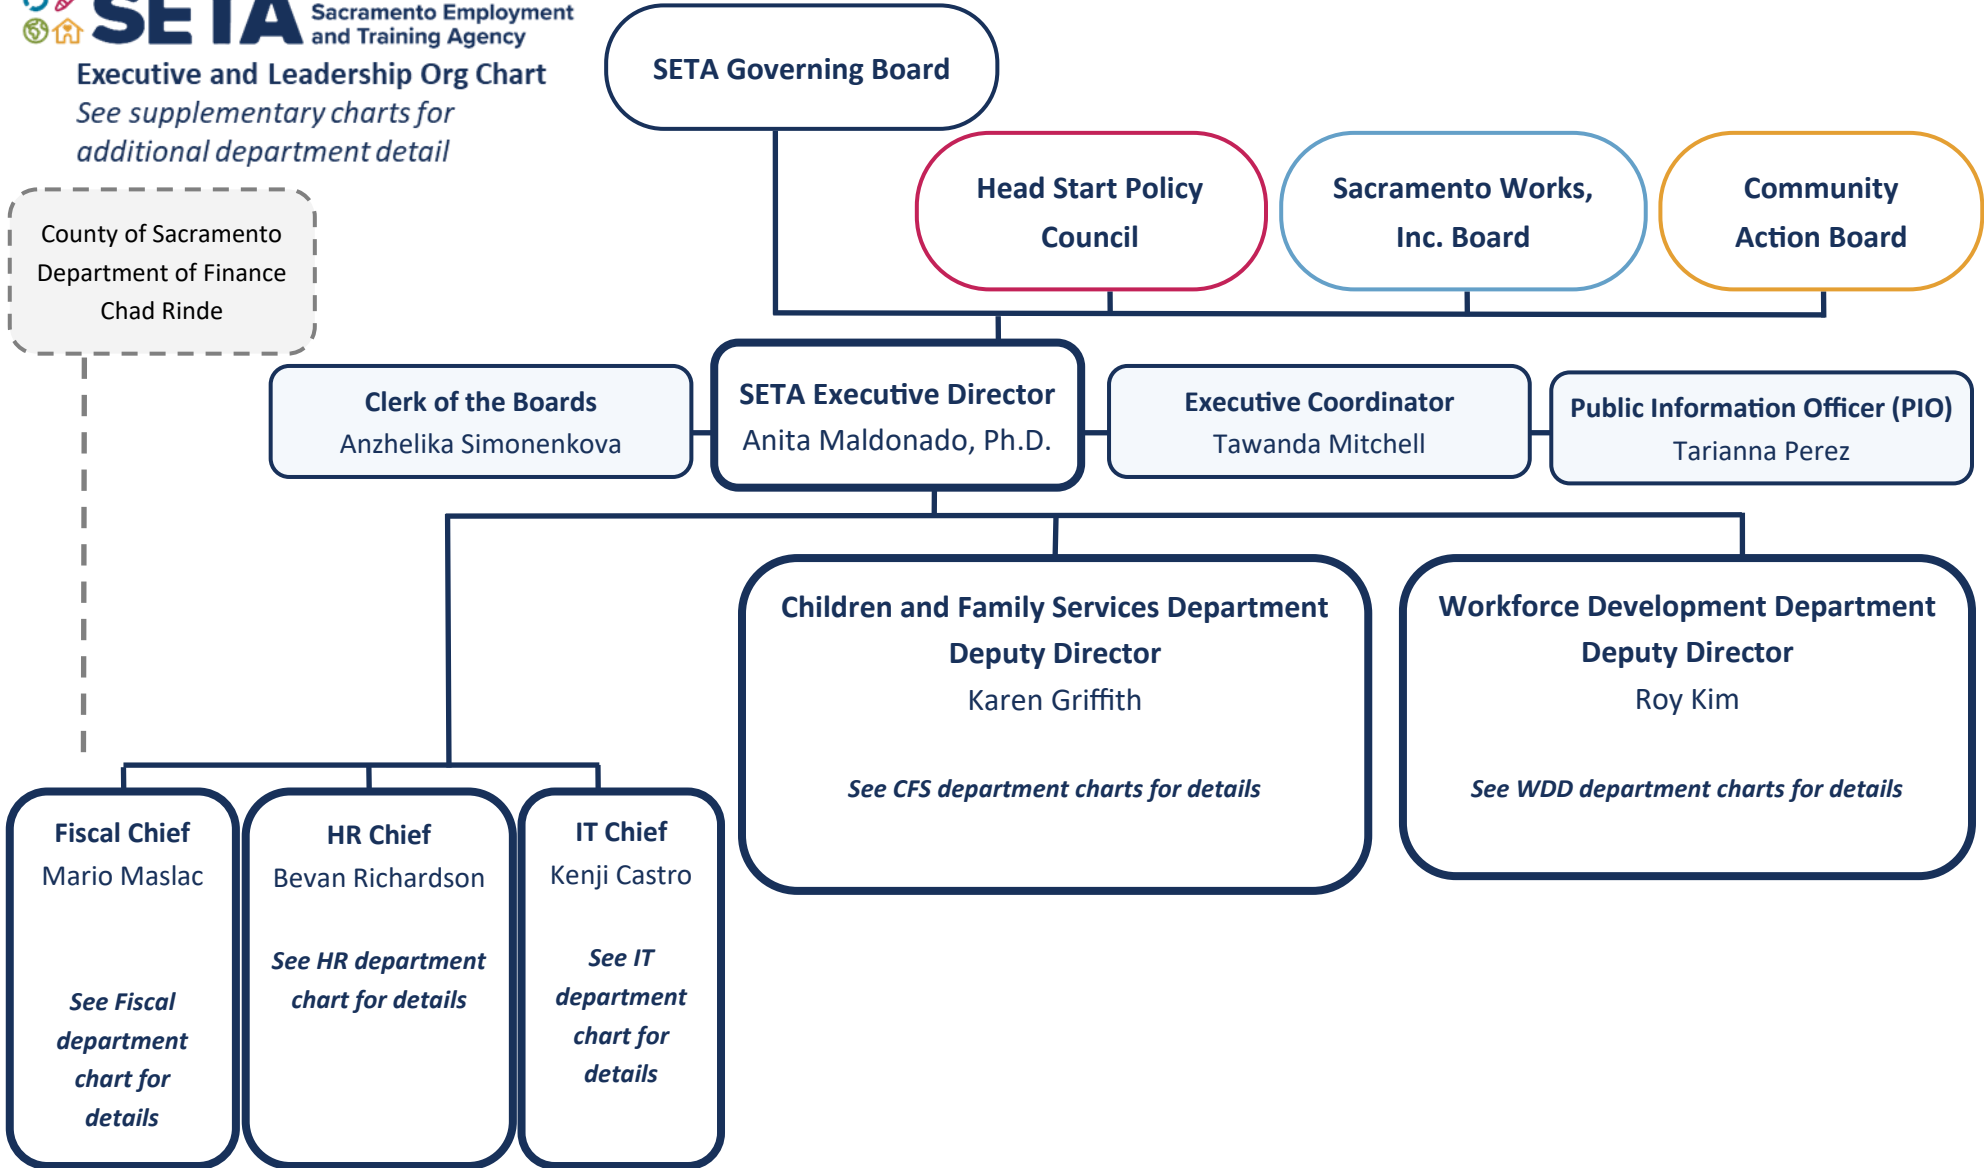 SETA
Sacramento Employment
and Training Agency
Executive and Leadership Org Chart
See supplementary charts for
additional department detail
SETA Governing Board
Head Start Policy
Council
Sacramento Works,
Inc. Board
Community
Action Board
County of Sacramento
Department of Finance
Chad Rinde
Clerk of the Boards
Anzhelika Simonenkova
SETA Executive Director
Anita Maldonado, Ph.D.
Executive Coordinator
Tawanda Mitchell
Public Information Officer (PIO)
Tarianna Perez
Children and Family Services Department
Deputy Director
Karen Griffith
See CFS department charts for details
Workforce Development Department
Deputy Director
Roy Kim
See WDD department charts for details
Fiscal Chief
Mario Maslac
See Fiscal
department
chart for
details
HR Chief
Bevan Richardson
See HR department
chart for details
IT Chief
Kenji Castro
See IT
department
chart for
details